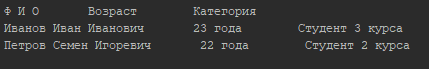 Ф И О Возраст Категория
Иванов Иван Иванович 23 года Студент 3 курса
Петров Семен Игоревич 22 года Студент 2 курса